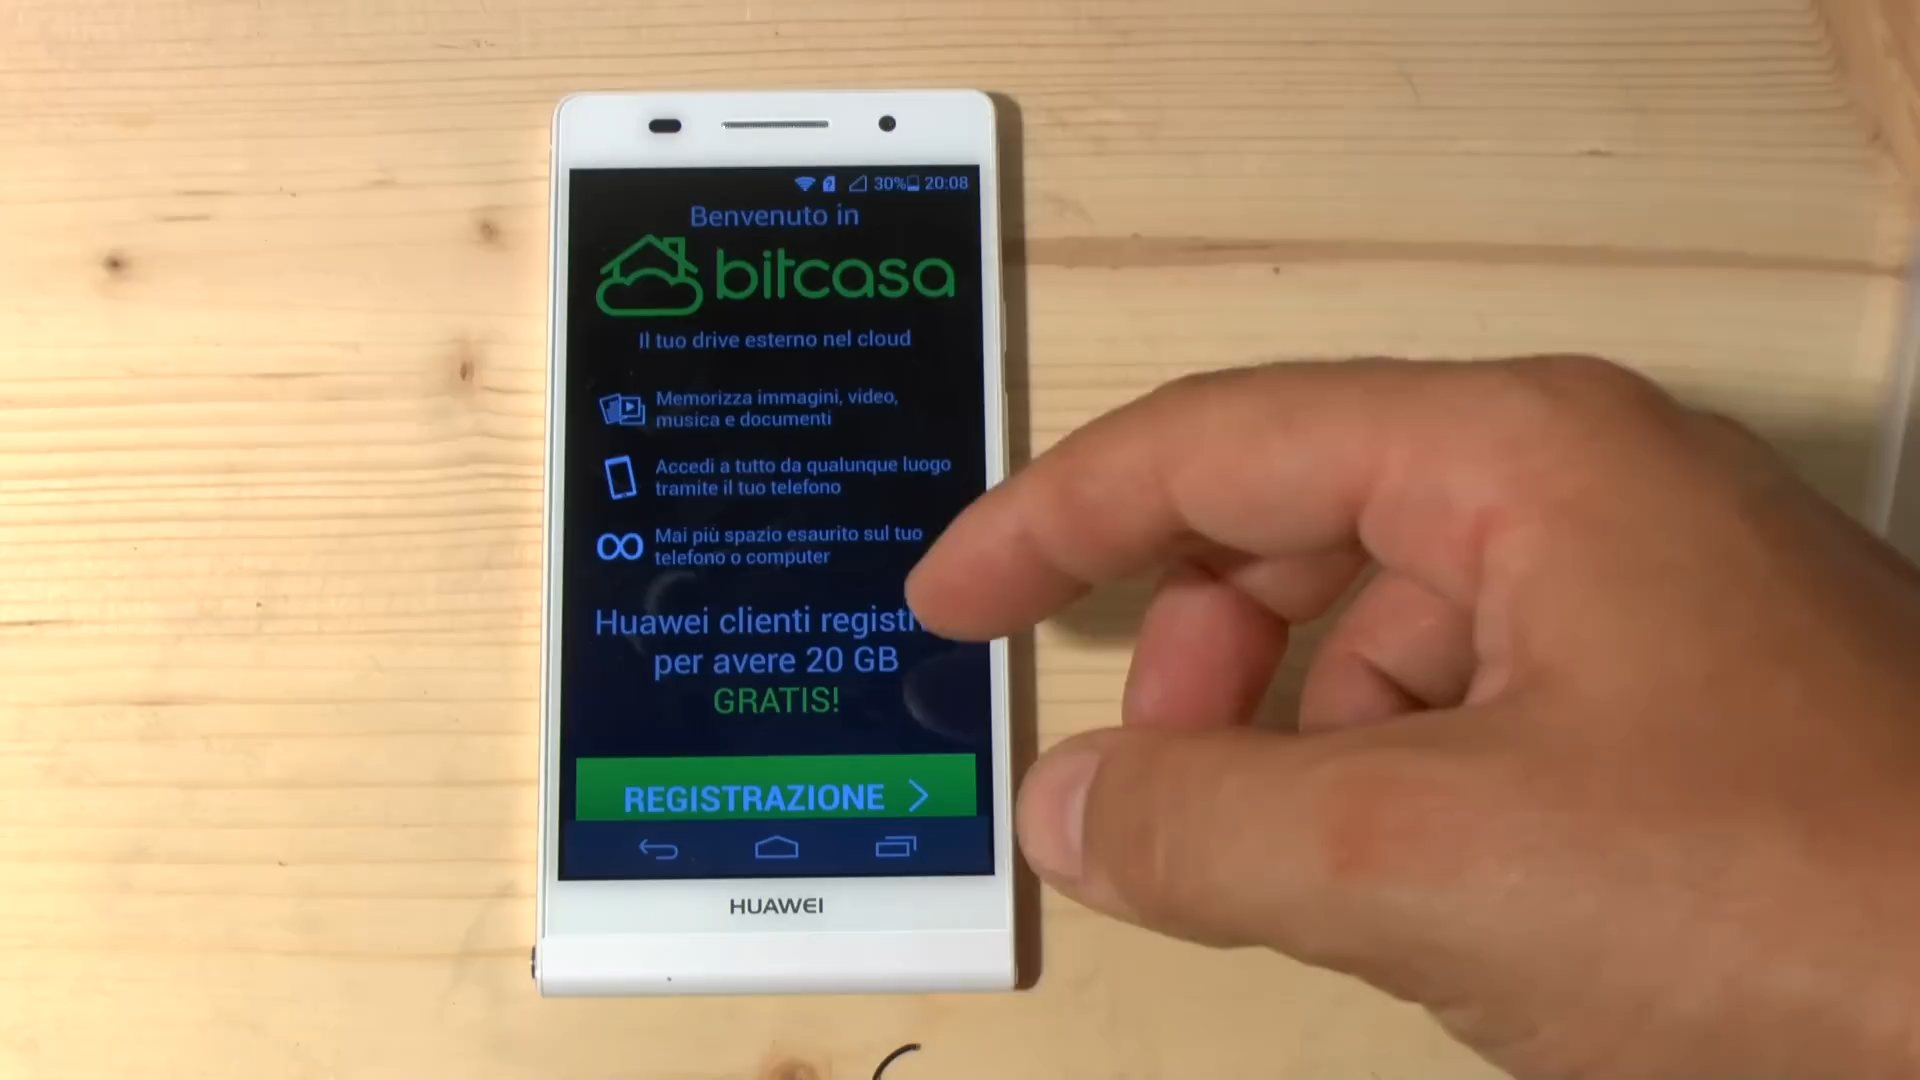 30% 20:08
Benvenuto in
bitcasa
Il tuo drive esterno nel cloud
Memorizza immagini, video,
musica e documenti
Accedi a tutto da qualunque luogo
tramite il tuo telefono
Mai più spazio esaurito sul tuo
telefono o computer
Huawei clienti
per avere 20 GB
GRATIS!
REGISTRAZIONE
HUAWEI